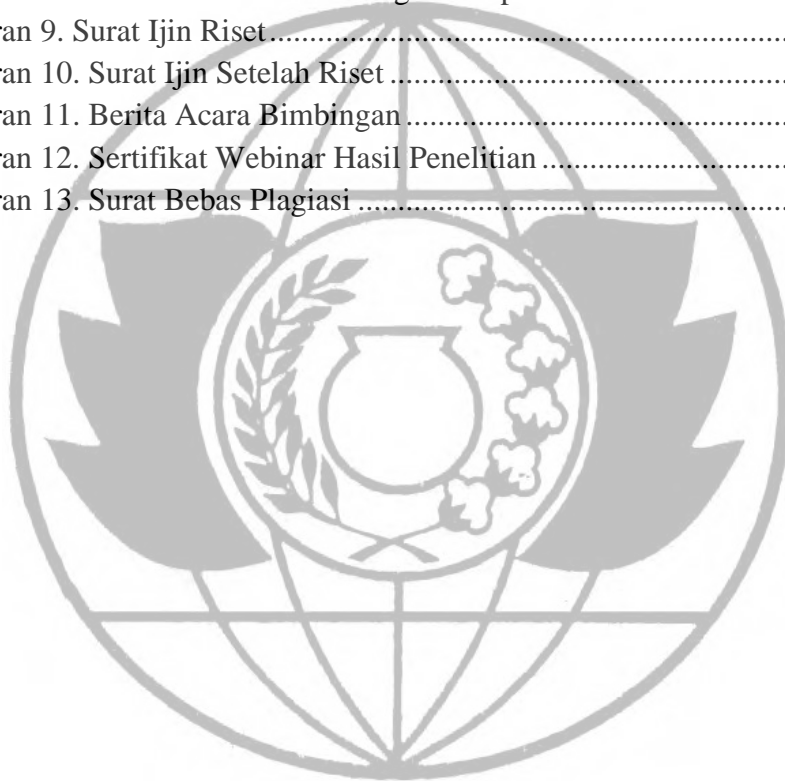 ran 9. Surat Ijin Riset
ran 10. Surat Ijin Setelah Riset
ran 11. Berita Acara Bimbingan
ran 12. Sertifikat Webinar Hasil Penelitian
ran 13. Surat Bebas Plagiasi